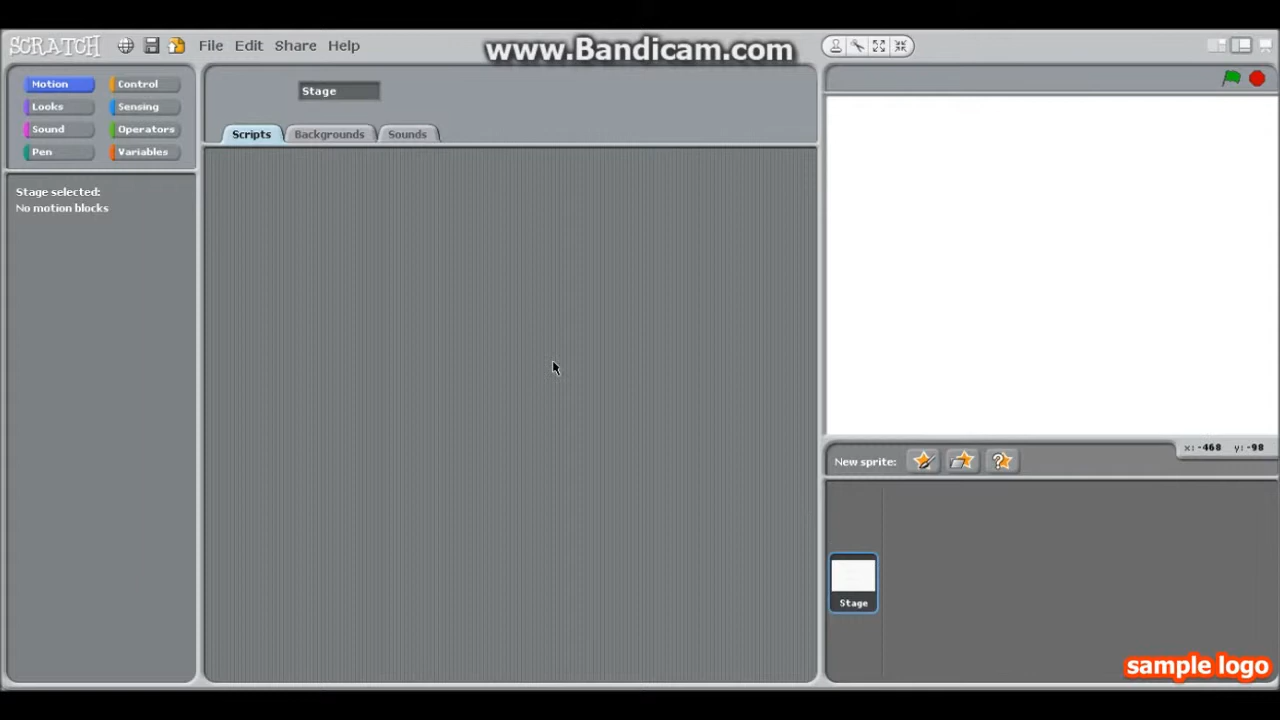 www.Bandicam.com
SCRATCH File Edit Share Help
Motion Control
Looks Sensing
Sound Operators
Pen Variables
Stage selected:
No motion blocks
Stage
Scripts Backgrounds Sounds
x: -468 y: -98
New sprite:
Stage
sample logo